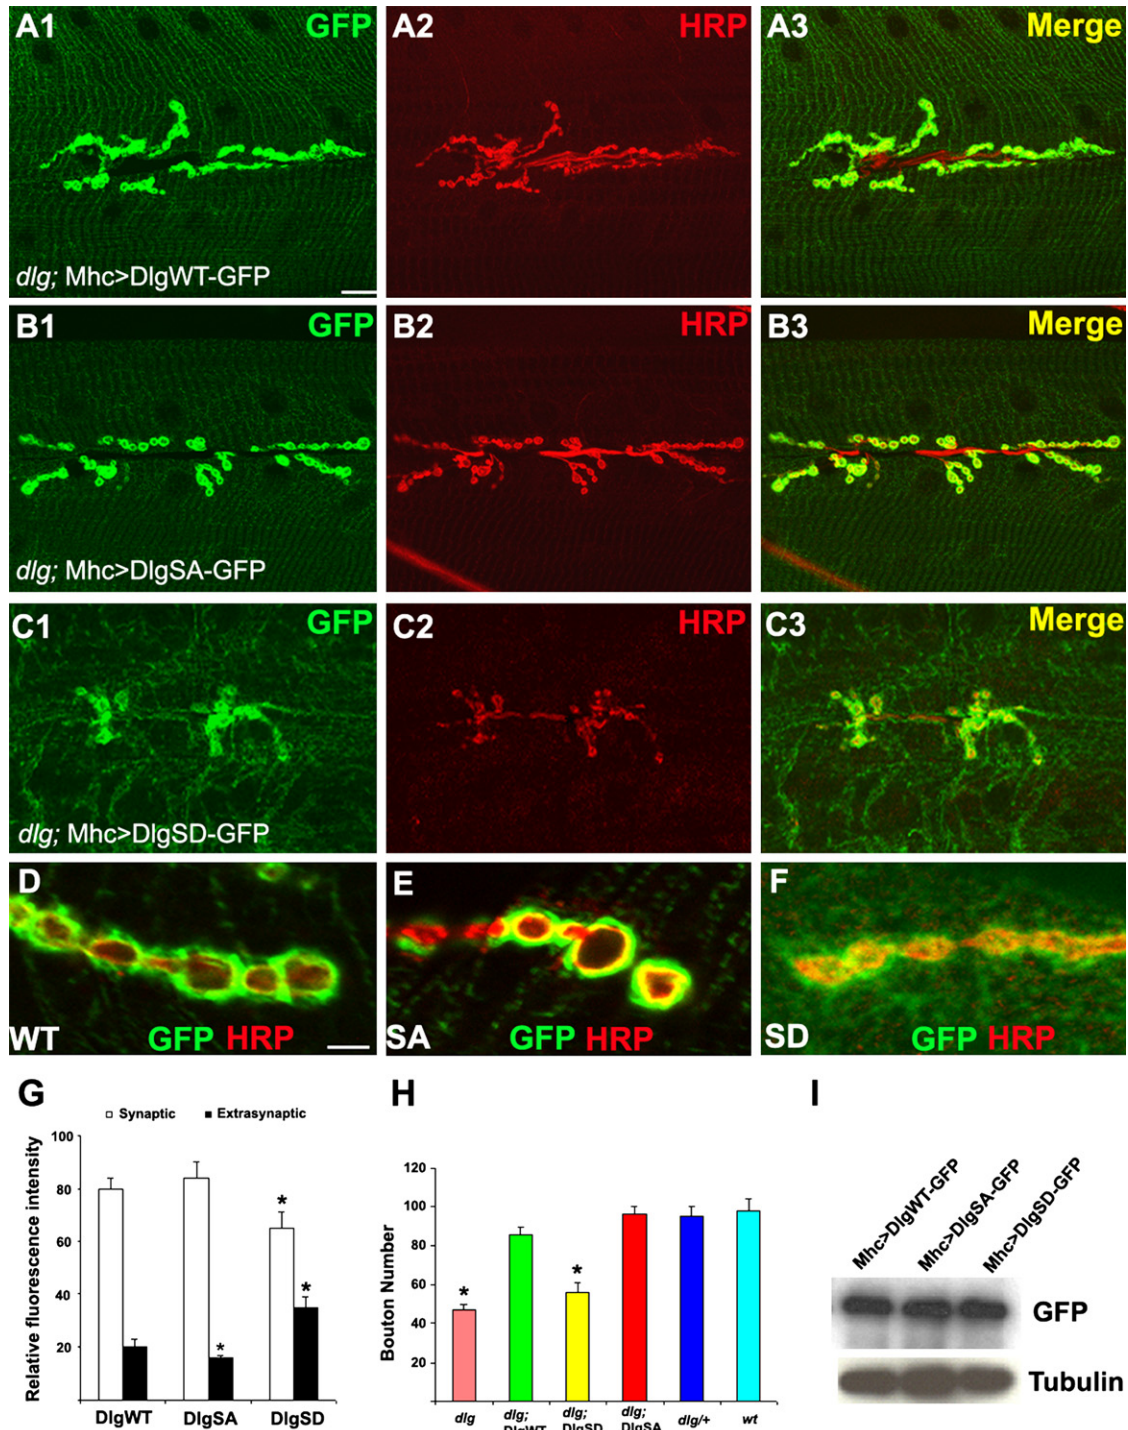 A1 GFP
A2 HRP
A3 Merge
dlg; Mhc>DlgWT-GFP
B1 GFP
B2 HRP
B3 Merge
dlg; Mhc>DlgSA-GFP
C1 GFP
C2 HRP
C3 Merge
dlg; Mhc>DlgSD-GFP
D
E
F
WT GFP HRP
SA GFP HRP
SD GFP HRP
G
Synaptic Extrasynaptic
Relative fluorescence intensity
100
80
60
40
20
* * *
DlgWT DlgSA DlgSD
H
Bouton Number
120
100
80
60
40
20
* *
dlg dlg; dlg; dlg; dlg/+ wt
DlgWT DlgSD DlgSA
I
Mhc>DlgWT-GFP
Mhc>DlgSA-GFP
Mhc>DlgSD-GFP
GFP
Tubulin